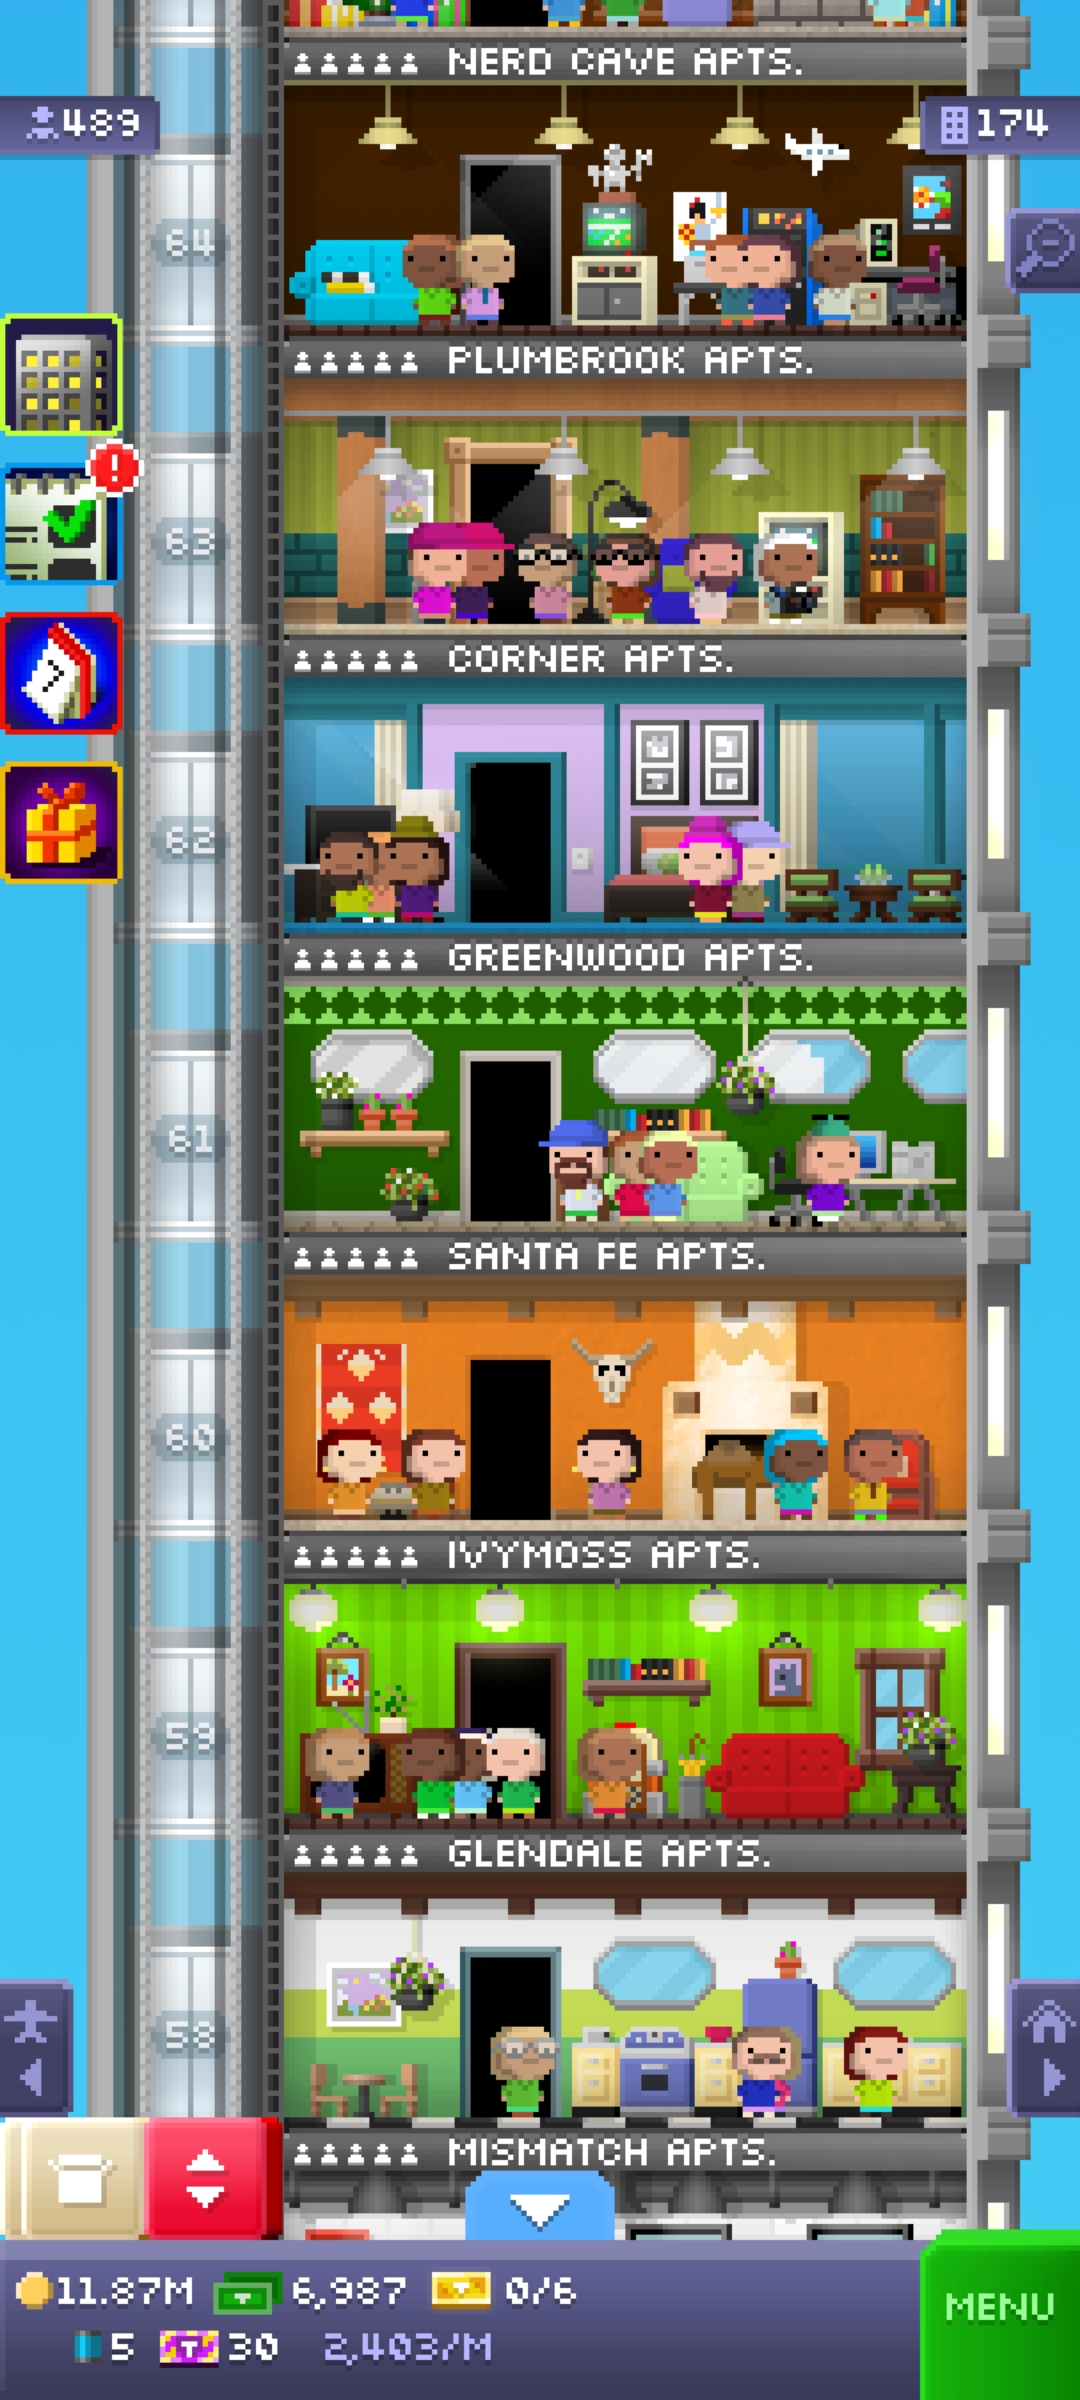 NERD CAVE APTS.
489
174
64
PLUMBROOK APTS.
63
CORNER APTS.
62
GREENWOOD APTS.
61
SANTA FE APTS.
60
IVYMOSS APTS.
59
GLENDALE APTS.
58
MISMATCH APTS.
11.87M 6,987 0/6
MENU
5 T 30 2,403/M